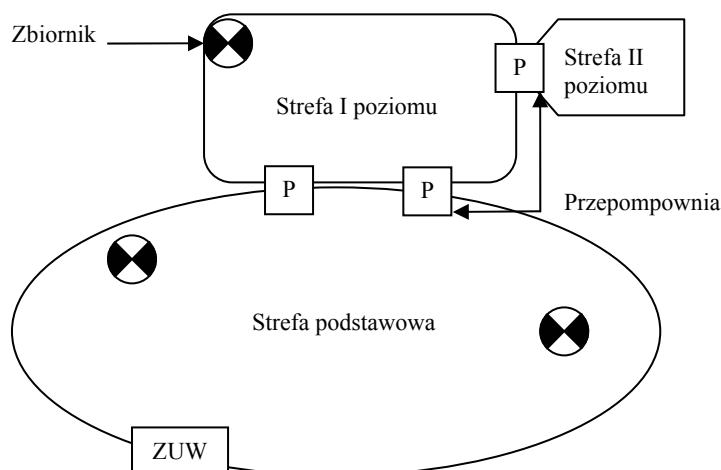 Zbiornik
P
Strefa II
poziomu
Strefa I poziomu
P
P
Przepompownia
Strefa podstawowa
ZUW